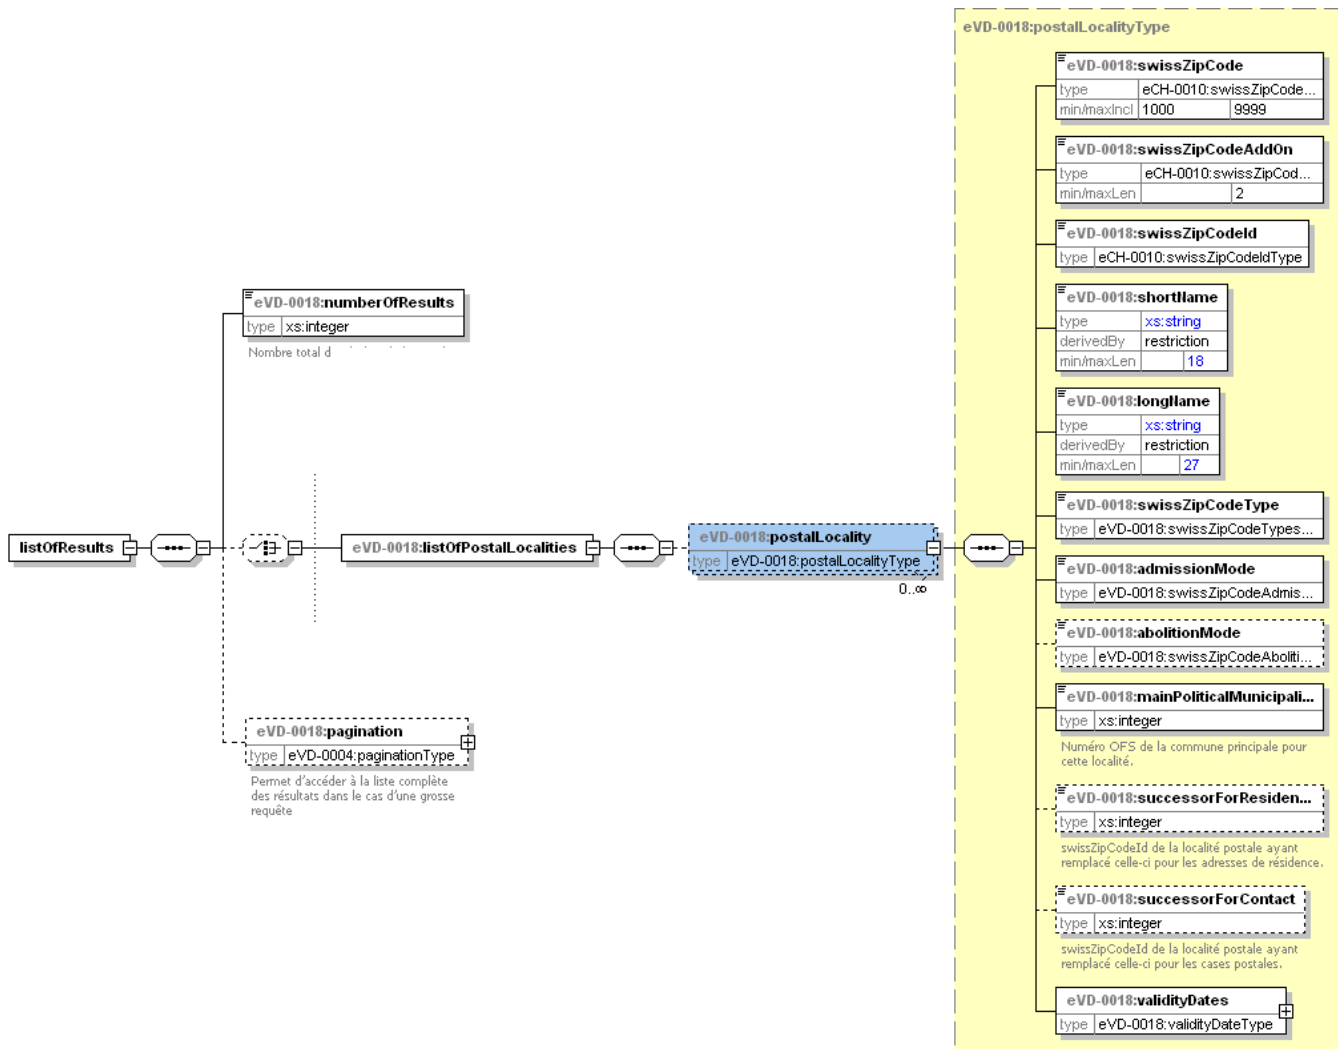 eVD-0018:postalLocalityType
eVD-0018:swissZipCode
type eCH-0010:swissZipCode...
min/maxIncl 1000 9999
eVD-0018:swissZipCodeAddOn
type eCH-0010:swissZipCod...
min/maxLen 2
eVD-0018:swissZipCodeId
type eCH-0010:swissZipCodeIdType
eVD-0018:shortName
type xs:string
derivedBy restriction
min/maxLen 18
eVD-0018:longName
type xs:string
derivedBy restriction
min/maxLen 27
eVD-0018:swissZipCodeType
type eVD-0018:swissZipCodeTypes...
eVD-0018:admissionMode
type eVD-0018:swissZipCodeAdmis...
eVD-0018:abolitionMode
type eVD-0018:swissZipCodeAboliti...
eVD-0018:mainPoliticalMunicipali...
type xs:integer
Numéro OFS de la commune principale pour
cette localité.
eVD-0018:successorForResiden...
type xs:integer
swissZipCodeId de la localité postale ayant
remplacé celle-ci pour les adresses de résidence.
eVD-0018:successorForContact
type xs:integer
swissZipCodeId de la localité postale ayant
remplacé celle-ci pour les cases postales.
eVD-0018:validityDates
type eVD-0018:validityDateType
eVD-0018:numberOfResults
type xs:integer
Nombre total d
listOfResults
eVD-0018:listOfPostalLocalities
eVD-0018:postalLocality
type eVD-0018:postalLocalityType
0..∞
eVD-0018:pagination
type eVD-0004:paginationType
Permet d'accéder à la liste complète
des résultats dans le cas d'une grosse
requête